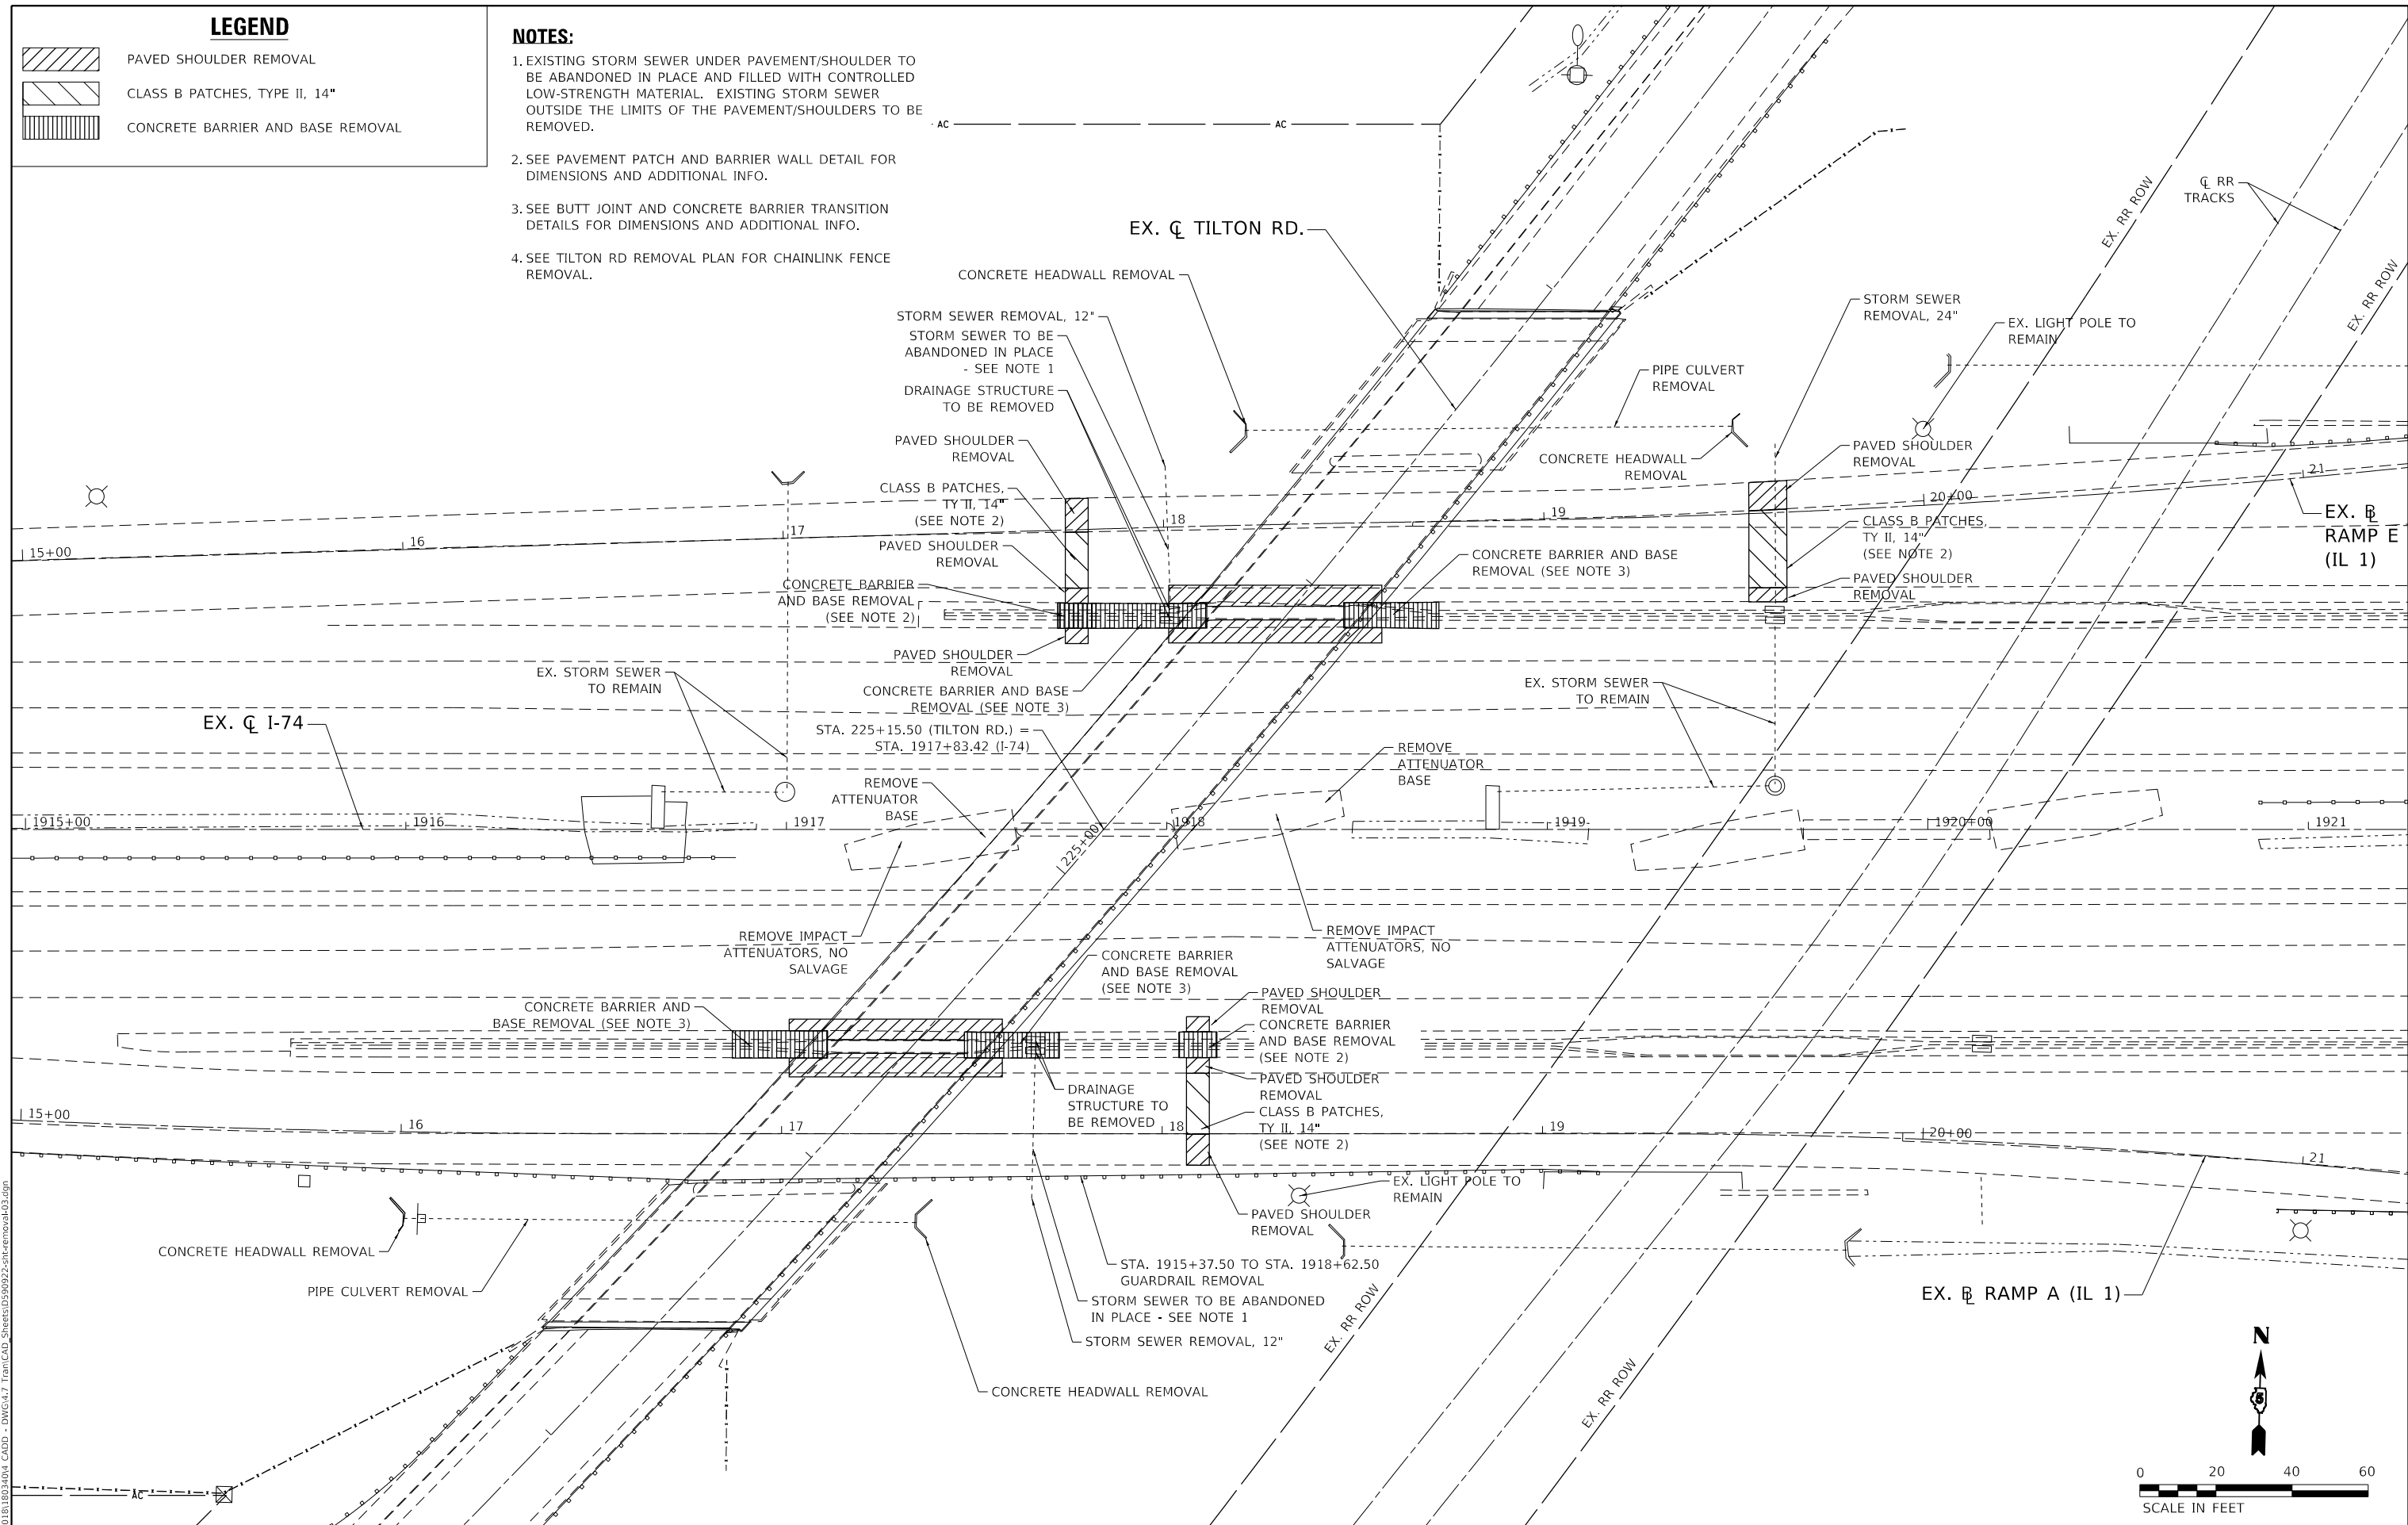 LEGEND
PAVED SHOULDER REMOVAL
CLASS B PATCHES, TYPE II, 14"
CONCRETE BARRIER AND BASE REMOVAL
NOTES:
1. EXISTING STORM SEWER UNDER PAVEMENT/SHOULDER TO
BE ABANDONED IN PLACE AND FILLED WITH CONTROLLED
LOW-STRENGTH MATERIAL. EXISTING STORM SEWER
OUTSIDE THE LIMITS OF THE PAVEMENT/SHOULDERS TO BE
REMOVED.
2. SEE PAVEMENT PATCH AND BARRIER WALL DETAIL FOR
DIMENSIONS AND ADDITIONAL INFO.
3. SEE BUTT JOINT AND CONCRETE BARRIER TRANSITION
DETAILS FOR DIMENSIONS AND ADDITIONAL INFO.
4. SEE TILTON RD REMOVAL PLAN FOR CHAINLINK FENCE
REMOVAL.
AC
AC
EX. ℄ TILTON RD.
CONCRETE HEADWALL REMOVAL
STORM SEWER REMOVAL, 12"
STORM SEWER TO BE
ABANDONED IN PLACE
- SEE NOTE 1
DRAINAGE STRUCTURE
TO BE REMOVED
PAVED SHOULDER
REMOVAL
CLASS B PATCHES,
TY II, 14"
(SEE NOTE 2)
PAVED SHOULDER
REMOVAL
CONCRETE BARRIER
AND BASE REMOVAL
(SEE NOTE 2)
PAVED SHOULDER
REMOVAL
CONCRETE BARRIER AND BASE
REMOVAL (SEE NOTE 3)
STA. 225+15.50 (TILTON RD.) =
STA. 1917+83.42 (I-74)
℄ RR
TRACKS
EX. RR ROW
EX. RR ROW
STORM SEWER
REMOVAL, 24"
EX. LIGHT POLE TO
REMAIN
PIPE CULVERT
REMOVAL
CONCRETE HEADWALL
REMOVAL
PAVED SHOULDER
REMOVAL
CLASS B PATCHES,
TY II, 14"
(SEE NOTE 2)
PAVED SHOULDER
REMOVAL
CONCRETE BARRIER AND BASE
REMOVAL (SEE NOTE 3)
EX. B̲L
RAMP E
(IL 1)
15+00
16
17
18
19
20+00
21
EX. STORM SEWER
TO REMAIN
EX. STORM SEWER
TO REMAIN
EX. ℄ I-74
REMOVE
ATTENUATOR
BASE
REMOVE
ATTENUATOR
BASE
1915+00
1916
1917
1918
1919
1920+00
1921
225+00
REMOVE IMPACT
ATTENUATORS, NO
SALVAGE
REMOVE IMPACT
ATTENUATORS, NO
SALVAGE
CONCRETE BARRIER
AND BASE REMOVAL
(SEE NOTE 3)
CONCRETE BARRIER AND
BASE REMOVAL (SEE NOTE 3)
PAVED SHOULDER
REMOVAL
CONCRETE BARRIER
AND BASE REMOVAL
(SEE NOTE 2)
PAVED SHOULDER
REMOVAL
CLASS B PATCHES,
TY II, 14"
(SEE NOTE 2)
DRAINAGE
STRUCTURE TO
BE REMOVED
15+00
16
17
18
19
20+00
21
EX. LIGHT POLE TO
REMAIN
PAVED SHOULDER
REMOVAL
CONCRETE HEADWALL REMOVAL
PIPE CULVERT REMOVAL
STA. 1915+37.50 TO STA. 1918+62.50
GUARDRAIL REMOVAL
STORM SEWER TO BE ABANDONED
IN PLACE - SEE NOTE 1
STORM SEWER REMOVAL, 12"
CONCRETE HEADWALL REMOVAL
EX. RR ROW
EX. RR ROW
EX. B̲L RAMP A (IL 1)
AC
N
0 20 40 60
SCALE IN FEET
018\180340\4 CADD - DWG\4.7 Tran\CAD_Sheets\D590922-sht-removal-03.dgn